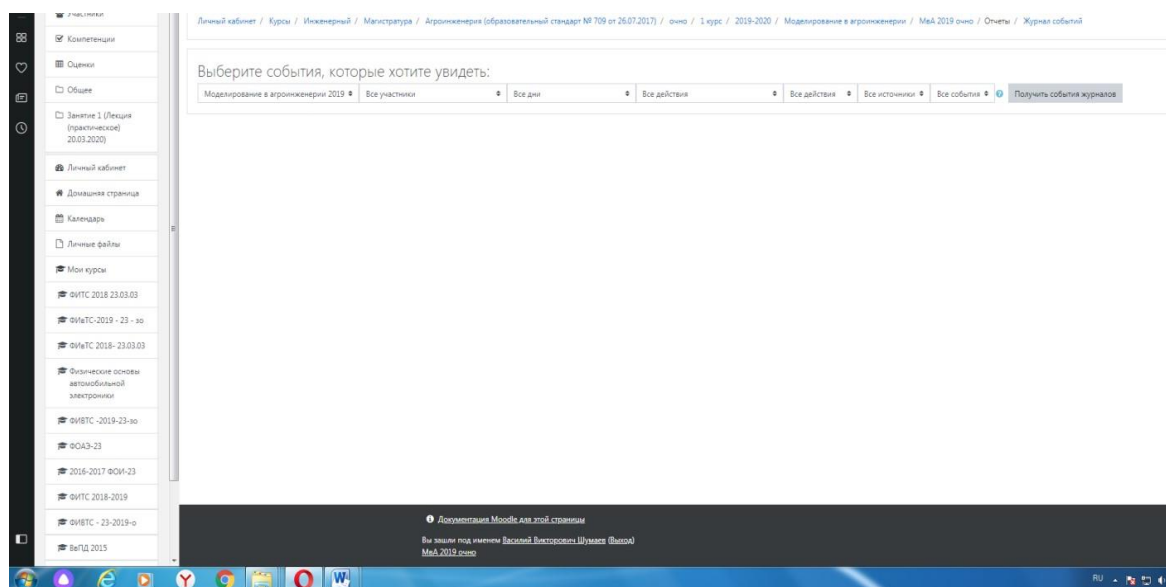 Участники
Компетенции
Оценки
Общее
Занятие 1 (Лекция
(практическое)
20.03.2020)
Личный кабинет
Домашняя страница
Календарь
Личные файлы
Мои курсы
ФИТС 2018 23.03.03
ФИвТС-2019 - 23 - зо
ФИвТС 2018- 23.03.03
Физические основы
автомобильной
электроники
ФИВТС -2019-23-зо
ФОАЭ-23
2016-2017 ФОИ-23
ФИТС 2018-2019
ФИВТС - 23-2019-о
ВвПД 2015
Личный кабинет / Курсы / Инженерный / Магистратура / Агроинженерия (образовательный стандарт № 709 от 26.07.2017) / очно / 1 курс / 2019-2020 / Моделирование в агроинженерии / МвА 2019 очно / Отчеты / Журнал событий
Выберите события, которые хотите увидеть:
Моделирование в агроинженерии 2019 Все участники Все дни Все действия Все действия Все источники Все события Получить события журналов
Документация Moodle для этой страницы
Вы зашли под именем Василий Викторович Шумаев (Выход)
МвА 2019 очно
RU